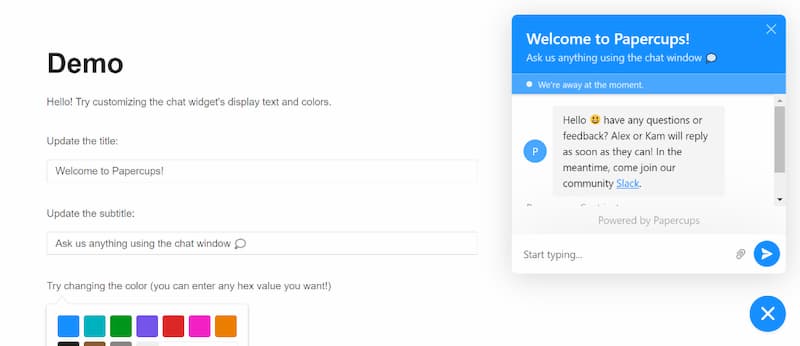 Demo
Hello! Try customizing the chat widget's display text and colors.
Update the title:
Welcome to Papercups!
Update the subtitle:
Ask us anything using the chat window 💭
Try changing the color (you can enter any hex value you want!)
Welcome to Papercups!
Ask us anything using the chat window 💭
We're away at the moment.
P
Hello 😃 have any questions or
feedback? Alex or Kam will reply
as soon as they can! In the
meantime, come join our
community Slack.
Powered by Papercups
Start typing...